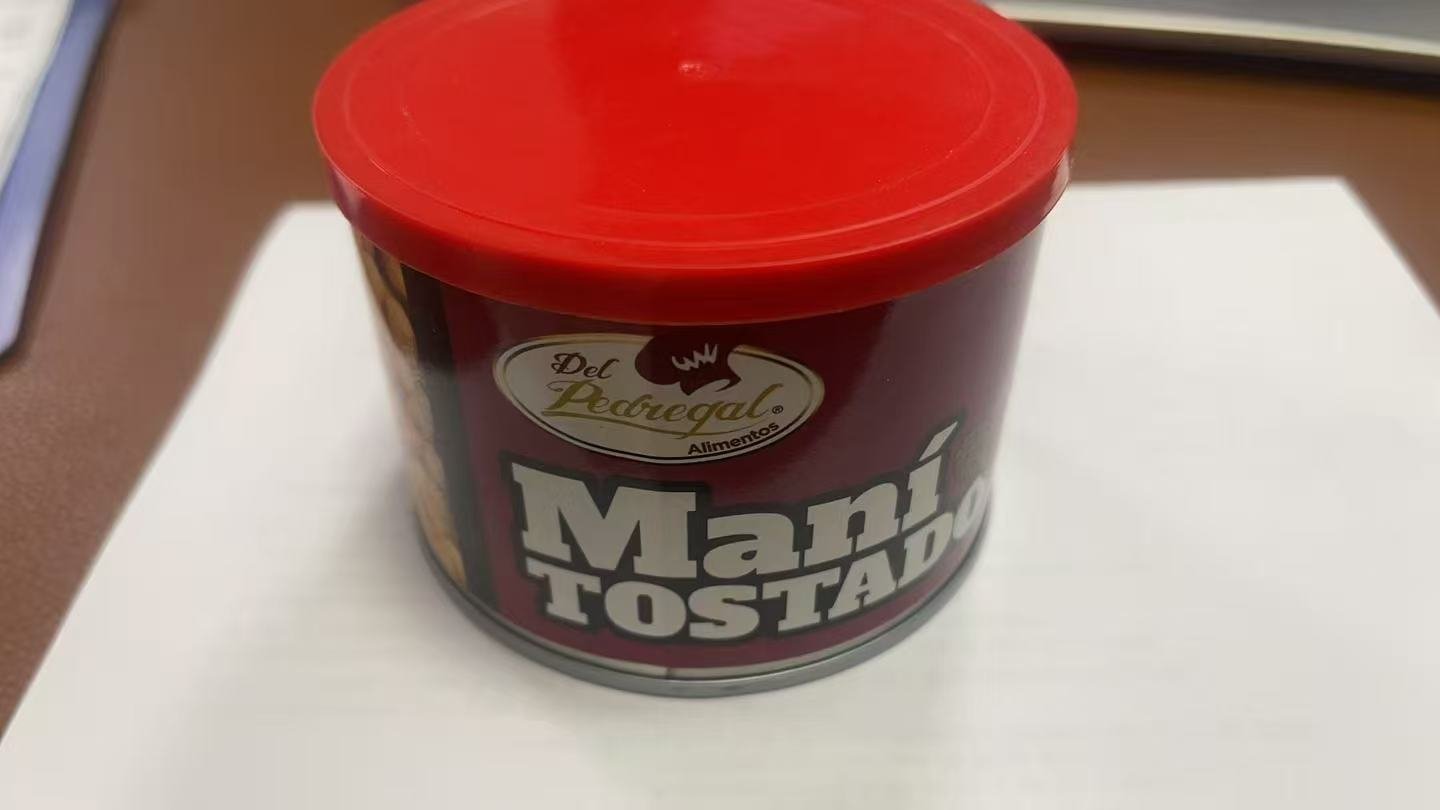 Del
Pedregal®
Alimentos
Maní
TOSTADO